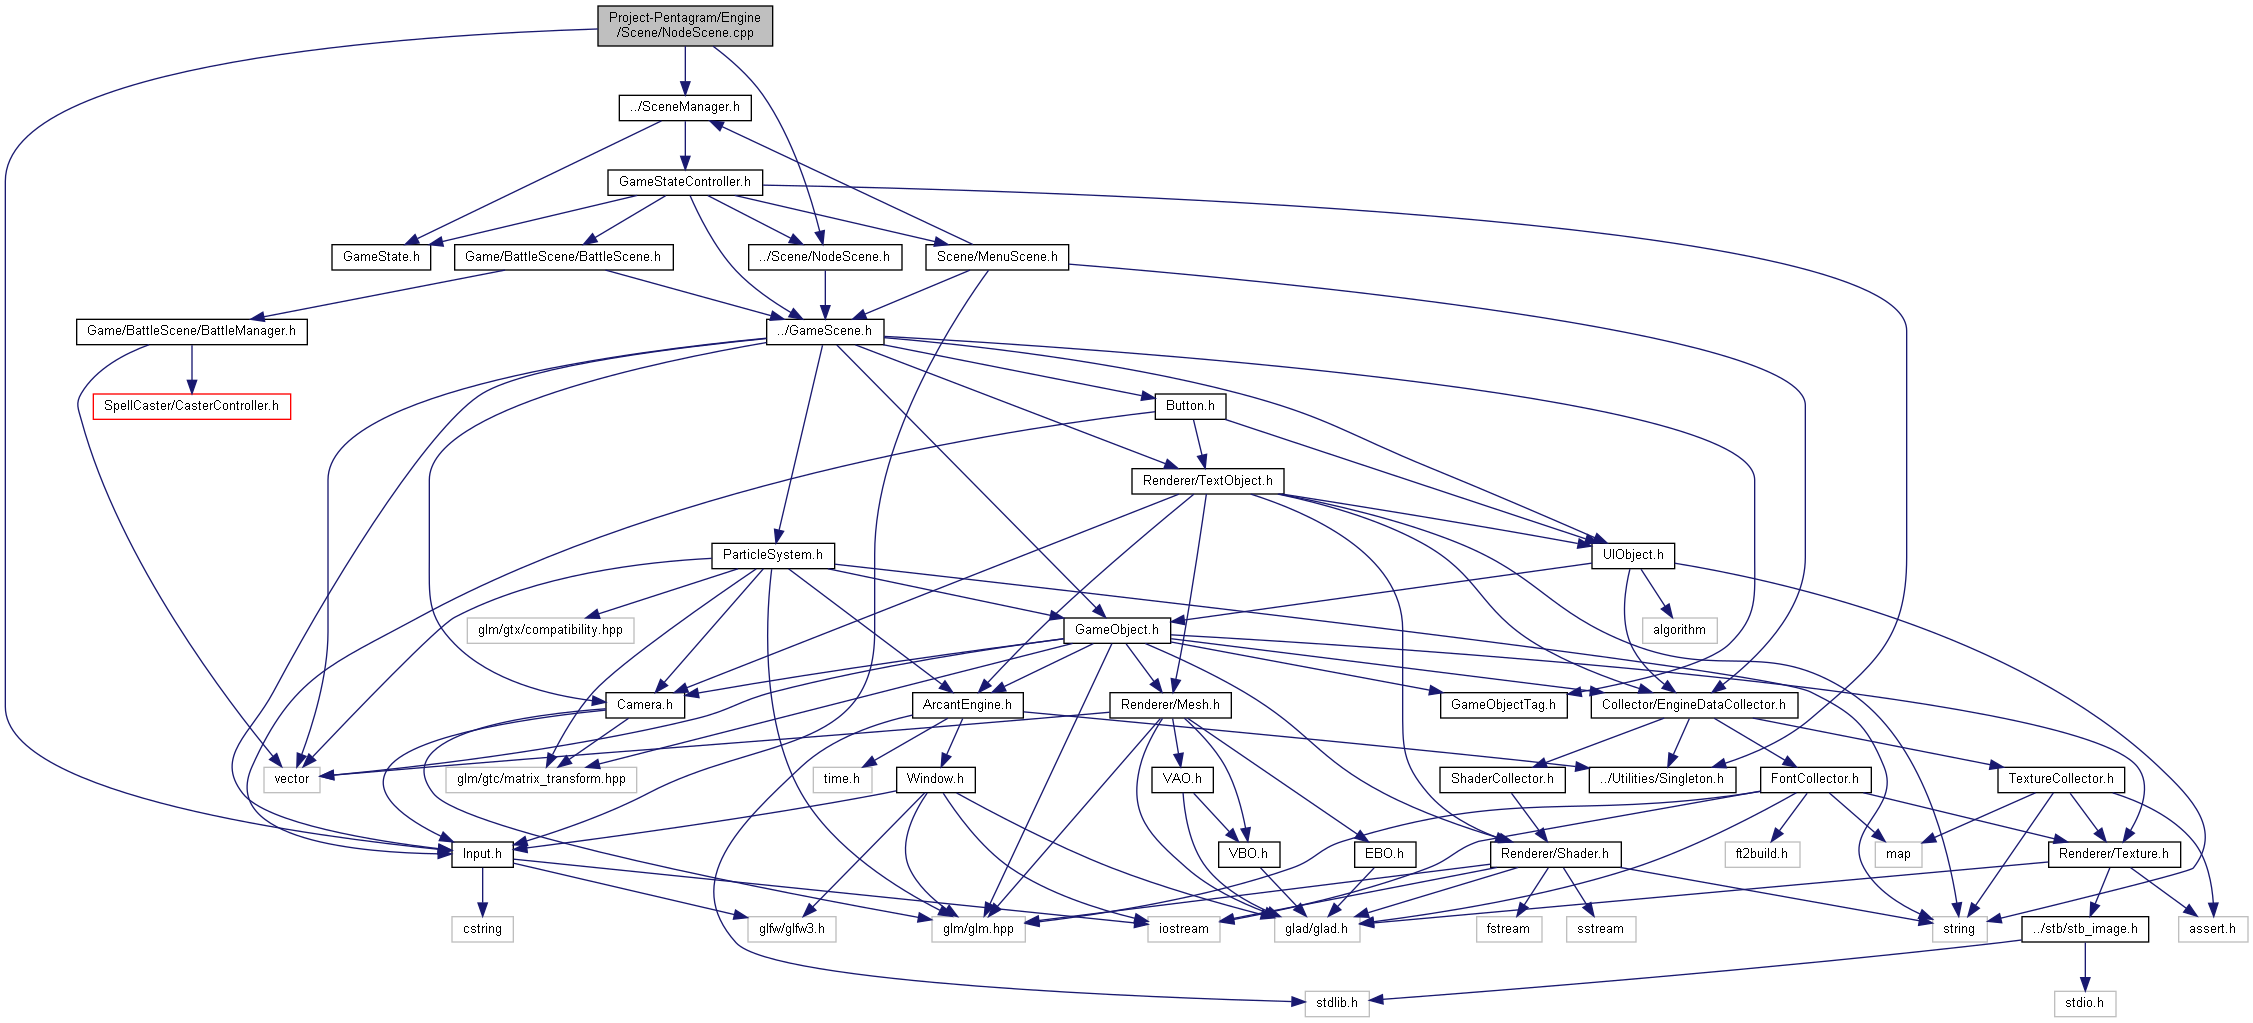 Project-Pentagram/Engine
/Scene/NodeScene.cpp
../SceneManager.h
GameStateController.h
GameState.h
Game/BattleScene/BattleScene.h
../Scene/NodeScene.h
Scene/MenuScene.h
Game/BattleScene/BattleManager.h
../GameScene.h
SpellCaster/CasterController.h
Button.h
Renderer/TextObject.h
ParticleSystem.h
UIObject.h
glm/gtx/compatibility.hpp
GameObject.h
algorithm
Camera.h
ArcantEngine.h
Renderer/Mesh.h
GameObjectTag.h
Collector/EngineDataCollector.h
vector
glm/gtc/matrix_transform.hpp
time.h
Window.h
VAO.h
ShaderCollector.h
../Utilities/Singleton.h
FontCollector.h
TextureCollector.h
Input.h
VBO.h
EBO.h
Renderer/Shader.h
ft2build.h
map
Renderer/Texture.h
cstring
glfw/glfw3.h
glm/glm.hpp
iostream
glad/glad.h
fstream
sstream
string
../stb/stb_image.h
assert.h
stdlib.h
stdio.h